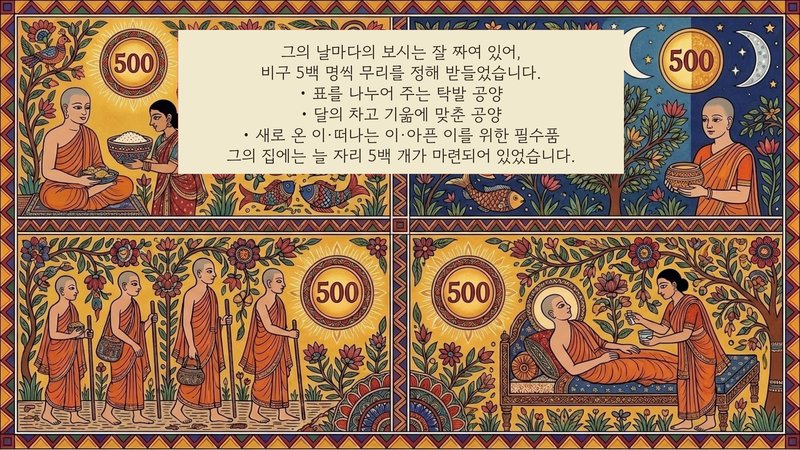 그의 날마다의 보시는 잘 짜여 있어,
비구 5백 명씩 무리를 정해 받들었습니다.
• 표를 나누어 주는 탁발 공양
• 달의 차고 기욺에 맞춘 공양
• 새로 온 이·떠나는 이·아픈 이를 위한 필수품
그의 집에는 늘 자리 5백 개가 마련되어 있었습니다.
500
500
500
500